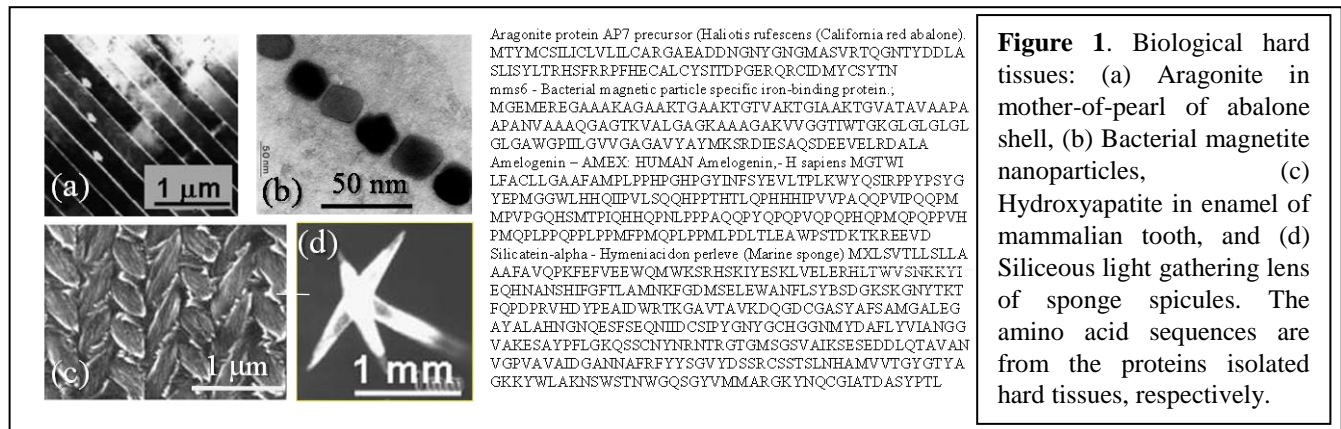 (a)
1 μm
(b)
50 nm
50 nm
(c)
1 μm
(d)
1 mm
Aragonite protein AP7 precursor (Haliotis rufescens (California red abalone).
MTYMCSILICLVLILCARGAEADDNGNYGNGMASVRTQGNTYDDLA
SLISYLTRHSFRRPFHECALCYSITDPGERQRCIDMYCSYTN
mms6 - Bacterial magnetic particle specific iron-binding protein.;
MGEMEREGAAAKAGAAKTGAAKTGTVAKTGIAAKTGVATAVAAPA
APANVAAAQGAGTKVALGAGKAAAGAKVVGGTIWTGKGLGLGLGL
GLGAWGPIILGVVGAGAVYAYMKSRDIESAQSDEEVELRDALA
Amelogenin – AMEX: HUMAN Amelogenin,- H sapiens MGTWI
LFACLLGAAFAMPLPPHPGHPGYINFSYEVLTPLKWYQSIRPPYPSYG
YEPMGGWLHHQIIPVLSQQHPPTHTLQPHHHIPVVPAQQPVIPQQPM
MPVPGQHSMTPIQHHQPNLPPPAQQPYQPQPVQPQPHQPMQPQPPVH
PMQPLPPQPPLPPMFPMQPLPPMLPDLTLEAWPSTDKTKREEVD
Silicatein-alpha - Hymeniacidon perleve (Marine sponge) MXLSVTLLSLLA
AAFAVQPKFEFVEEWQMWKSRHSKIYESKLVELERHLTWVSNKKYI
EQHNANSHIFGFTLAMNKFGDMSELEWANFLSYBSDGKSKGNYTKT
FQPDPRVHDYPEAIDWRTKGAVTAVKDQGDCGASYAFSAMGALEG
AYALAHNGNQESFSEQNIIDCSIPYGNYGCHGGNMYDAFLYVIANGG
VAKESAYPFLGKQSSCNYNRNTRGTGMSGSVAIKSESEDDLQTAVAN
VGPVAVAIDGANNAFRFYYSGVYDSSRCSSTSLNHAMVVTGYGTYA
GKKYWLAKNSWSTNWGQSGYVMMARGKYNQCGIATDASYPTL
Figure 1. Biological hard
tissues: (a) Aragonite in
mother-of-pearl of abalone
shell, (b) Bacterial magnetite
nanoparticles, (c)
Hydroxyapatite in enamel of
mammalian tooth, and (d)
Siliceous light gathering lens
of sponge spicules. The
amino acid sequences are
from the proteins isolated
hard tissues, respectively.